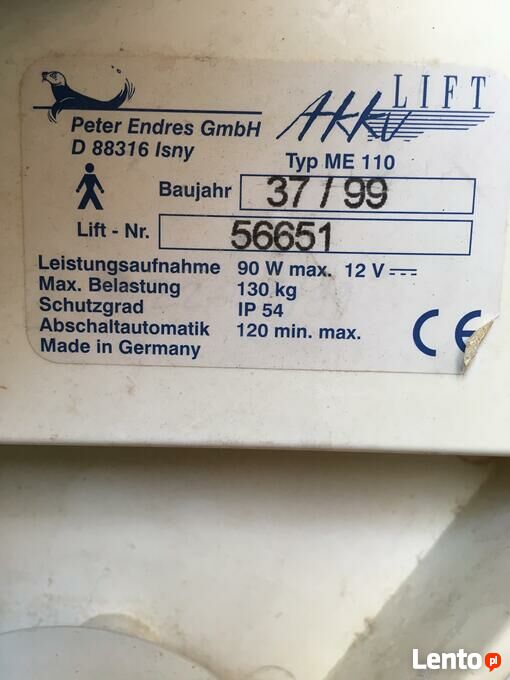 LIFT
Akku
Peter Endres GmbH
D 88316 Isny
Typ ME 110
Baujahr 37 / 99
Lift - Nr. 56651
Leistungsaufnahme 90 W max. 12 V
Max. Belastung 130 kg
Schutzgrad IP 54
Abschaltautomatik 120 min. max.
Made in Germany
CE
Lento pl